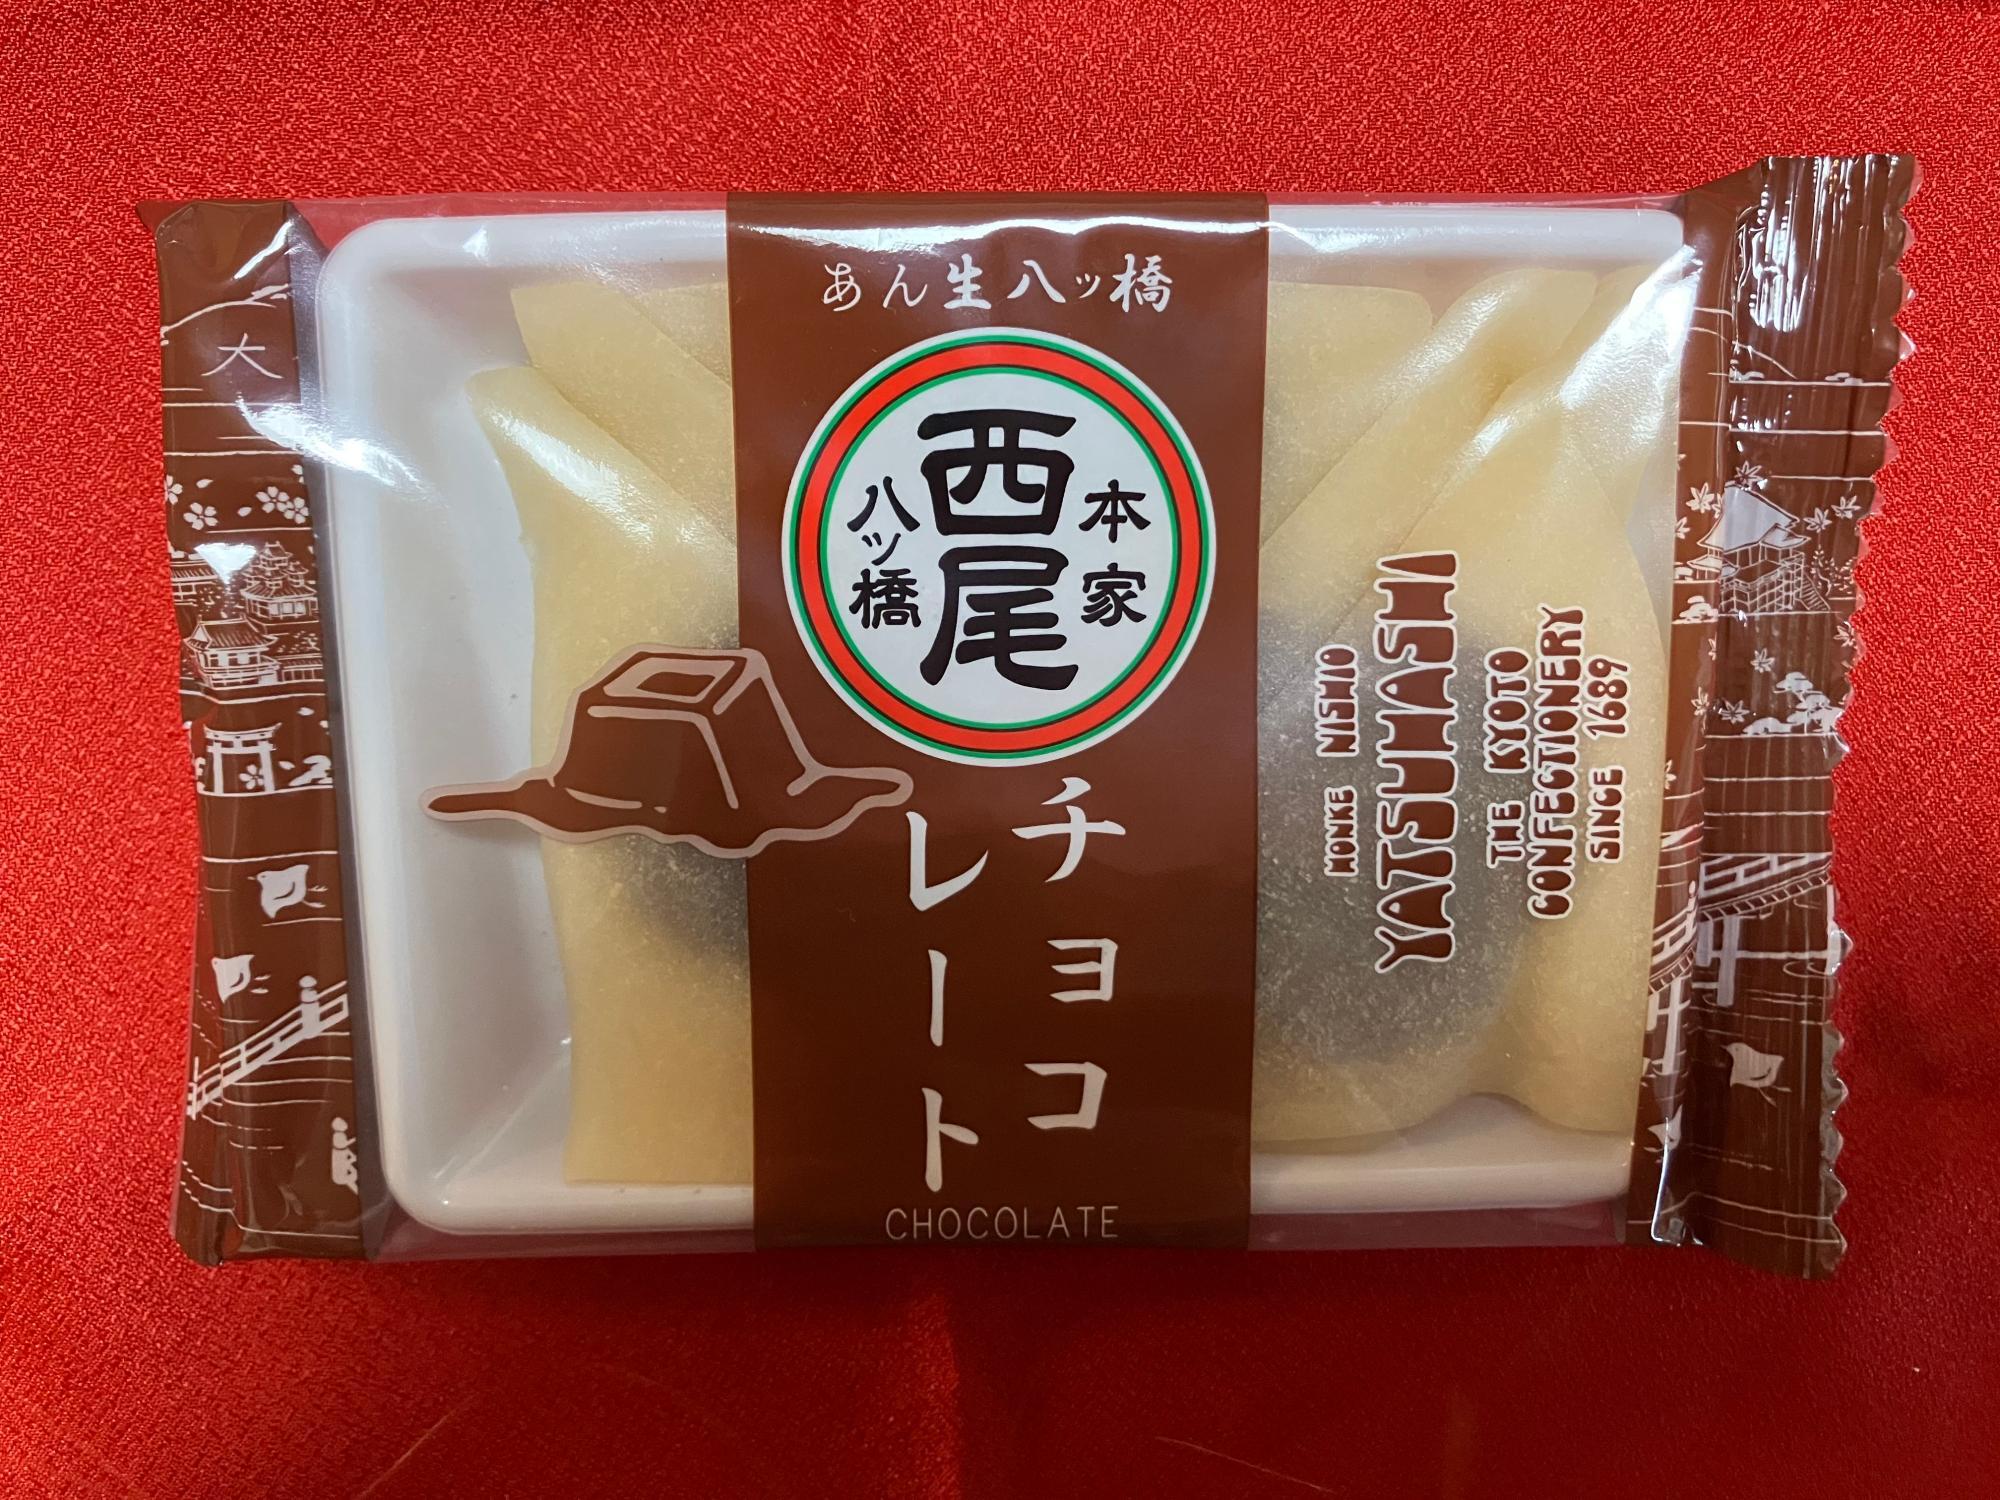 あん生八ッ橋
本家
西尾
八ッ橋
チョコ
レート
CHOCOLATE
HONKE NISHIO
YATSUHASHI
THE KYOTO
CONFECTIONERY
SINCE 1689
大